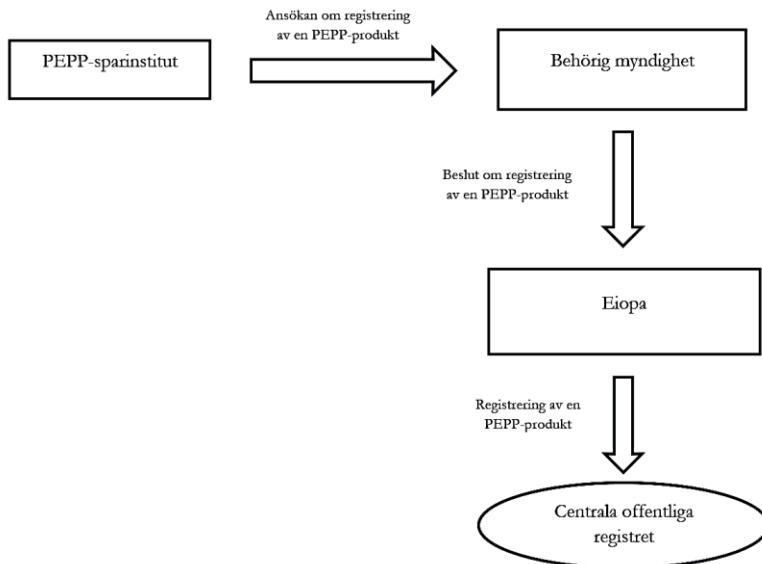 Ansökan om registrering
av en PEPP-produkt
PEPP-sparinstitut
Behörig myndighet
Beslut om registrering
av en PEPP-produkt
Eiopa
Registrering av en
PEPP-produkt
Centrala offentliga
registret